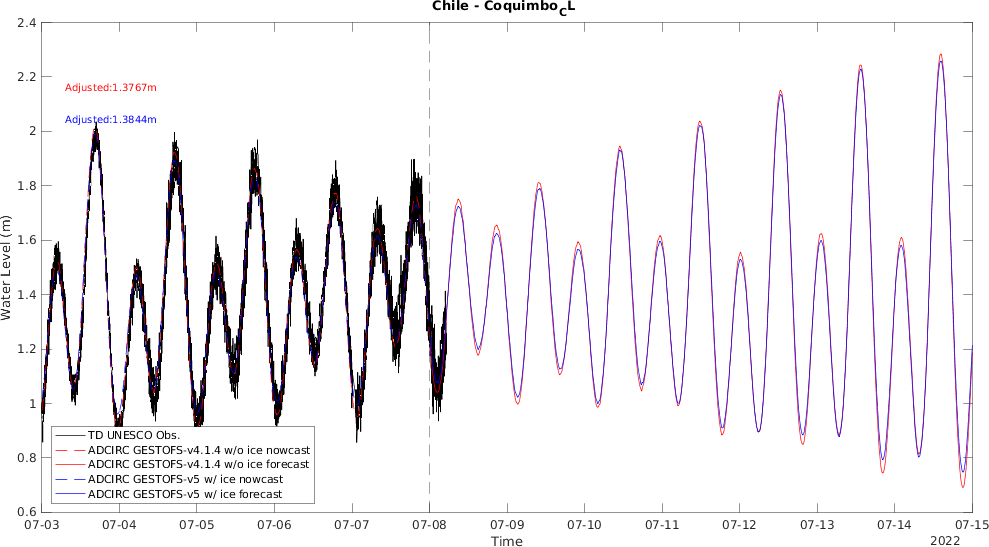 Chile - Coquimbo_CL
2.4
2.2
2
1.8
1.6
1.4
1.2
1
0.8
0.6
Water Level (m)
Adjusted:1.3767m
Adjusted:1.3844m
TD UNESCO Obs.
ADCIRC GESTOFS-v4.1.4 w/o ice nowcast
ADCIRC GESTOFS-v4.1.4 w/o ice forecast
ADCIRC GESTOFS-v5 w/ ice nowcast
ADCIRC GESTOFS-v5 w/ ice forecast
07-03 07-04 07-05 07-06 07-07 07-08 07-09 07-10 07-11 07-12 07-13 07-14 07-15
Time
2022